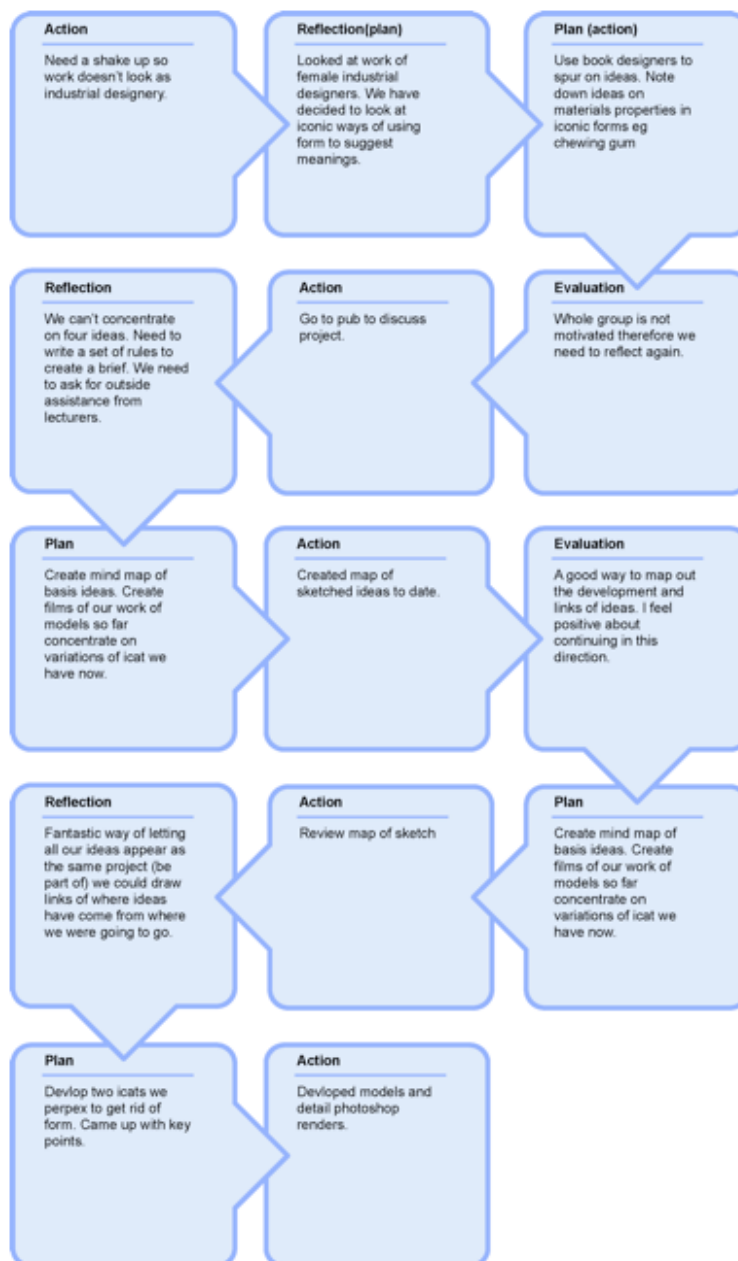 Action
Need a shake up so
work doesn't look as
industrial designery.
Reflection(plan)
Looked at work of
female industrial
designers. We have
decided to look at
iconic ways of using
form to suggest
meanings.
Plan (action)
Use book designers to
spur on ideas. Note
down ideas on
materials properties in
iconic forms eg
chewing gum
Evaluation
Whole group is not
motivated therefore we
need to reflect again.
Action
Go to pub to discuss
project.
Reflection
We can't concentrate
on four ideas. Need to
write a set of rules to
create a brief. We need
to ask for outside
assistance from
lecturers.
Plan
Create mind map of
basis ideas. Create
films of our work of
models so far
concentrate on
variations of icat we
have now.
Action
Created map of
sketched ideas to date.
Evaluation
A good way to map out
the development and
links of ideas. I feel
positive about
continuing in this
direction.
Plan
Create mind map of
basis ideas. Create
films of our work of
models so far
concentrate on
variations of icat we
have now.
Action
Review map of sketch
Reflection
Fantastic way of letting
all our ideas appear as
the same project (be
part of) we could draw
links of where ideas
have come from where
we were going to go.
Plan
Devlop two icats we
perpex to get rid of
form. Came up with key
points.
Action
Devloped models and
detail photoshop
renders.